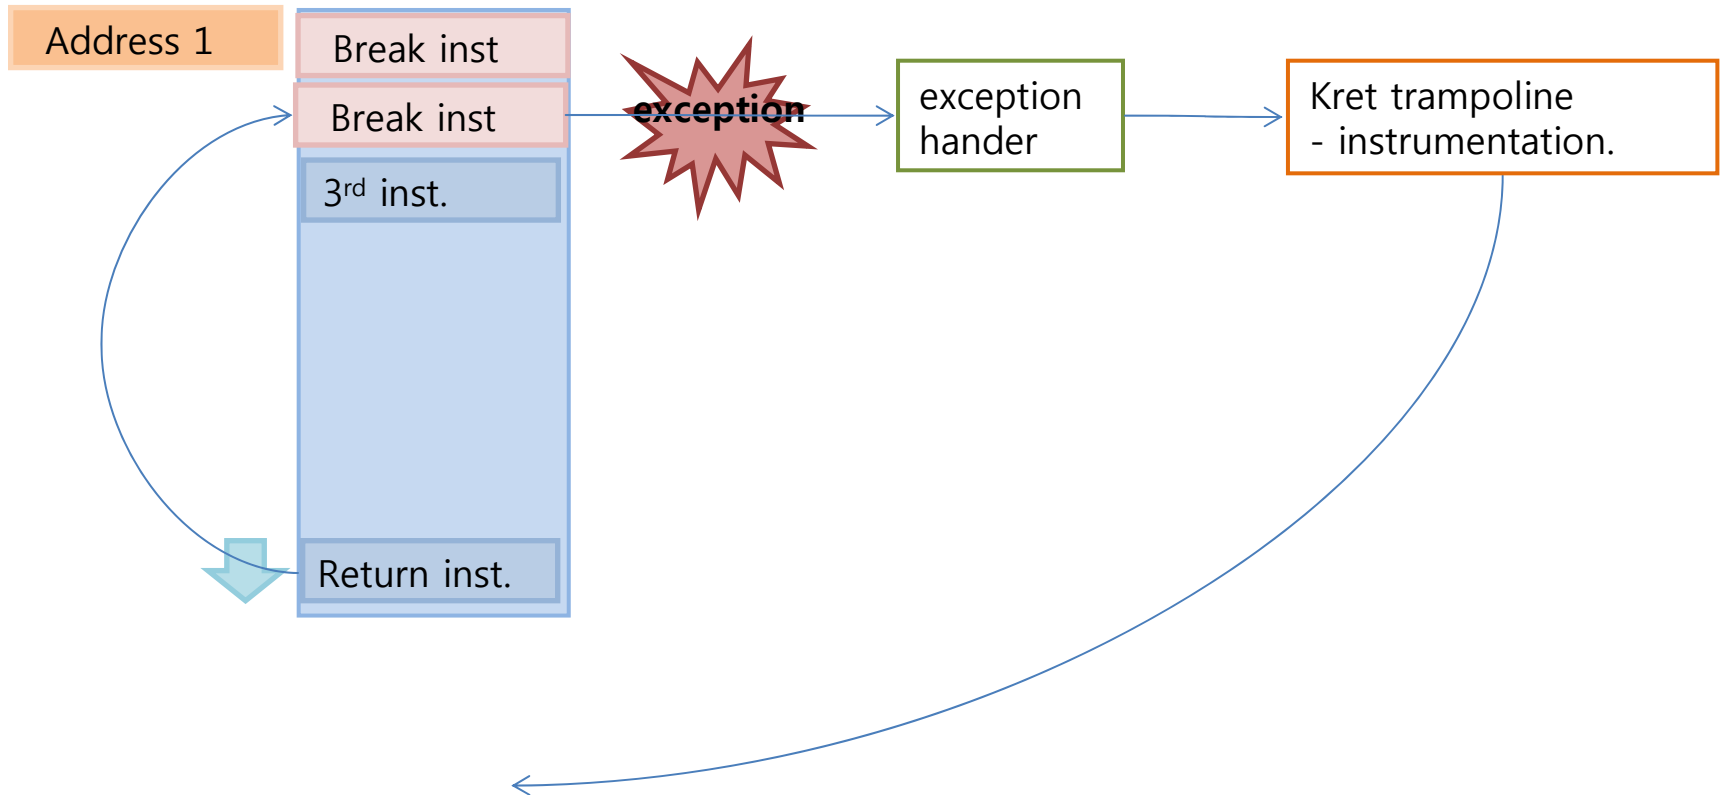 Address 1
Break inst
Break inst
3rd inst.
Return inst.
exception
exception
hander
Kret trampoline
- instrumentation.